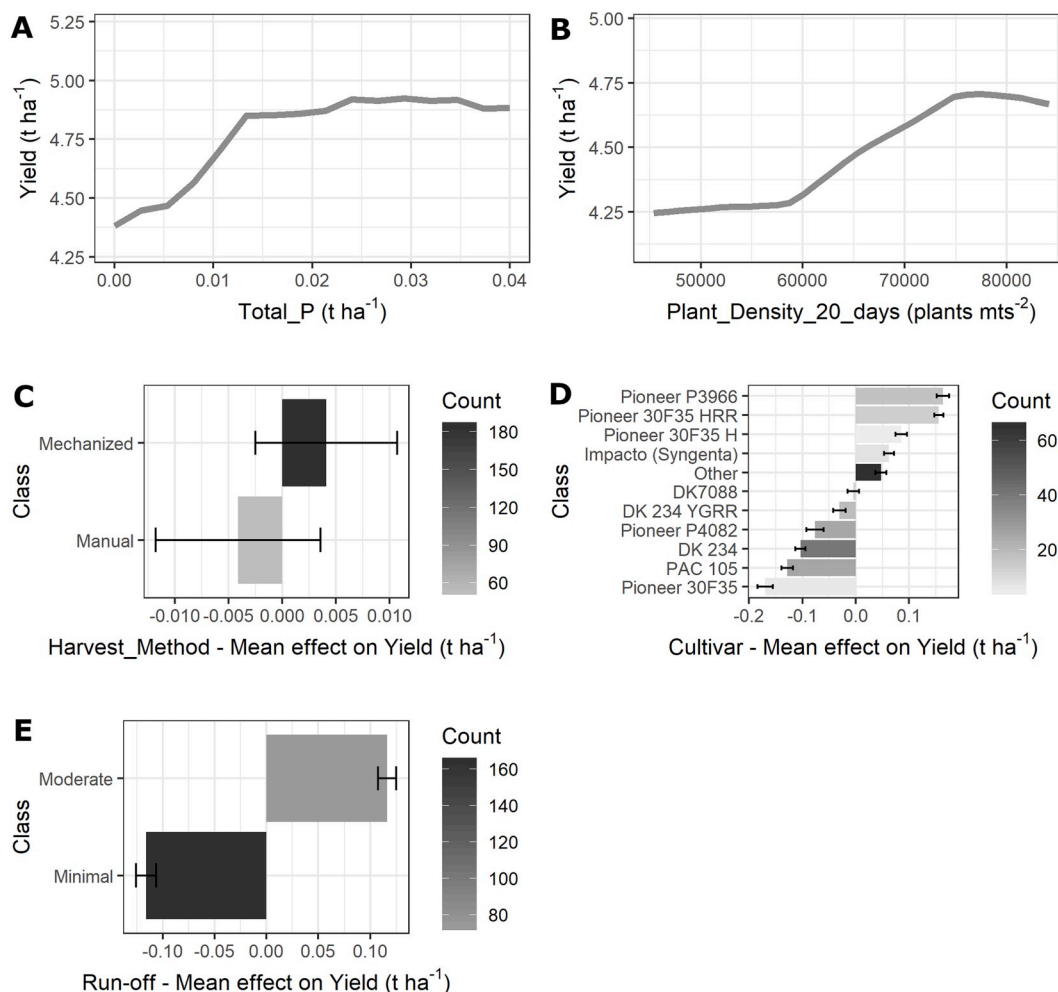 A
B
5.25
5.00
4.75
4.50
4.25
Yield (t ha⁻¹)
0.00 0.01 0.02 0.03 0.04
Total_P (t ha⁻¹)
5.00
4.75
4.50
4.25
Yield (t ha⁻¹)
50000 60000 70000 80000
Plant_Density_20_days (plants mts⁻²)
C
Class
Mechanized
Manual
-0.010 -0.005 0.000 0.005 0.010
Harvest_Method - Mean effect on Yield (t ha⁻¹)
Count
180
150
120
90
60
D
Class
Pioneer P3966
Pioneer 30F35 HRR
Pioneer 30F35 H
Impacto (Syngenta)
Other
DK7088
DK 234 YGRR
Pioneer P4082
DK 234
PAC 105
Pioneer 30F35
-0.2 -0.1 0.0 0.1
Cultivar - Mean effect on Yield (t ha⁻¹)
Count
60
40
20
E
Class
Moderate
Minimal
-0.10 -0.05 0.00 0.05 0.10
Run-off - Mean effect on Yield (t ha⁻¹)
Count
160
140
120
100
80